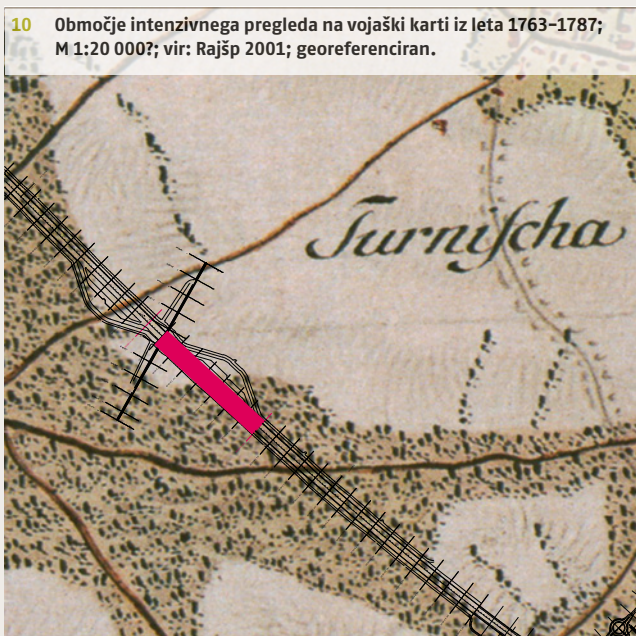 10 Območje intenzivnega pregleda na vojaški karti iz leta 1763–1787;
M 1:20 000?; vir: Rajšp 2001; georeferenciran.
Turnischa